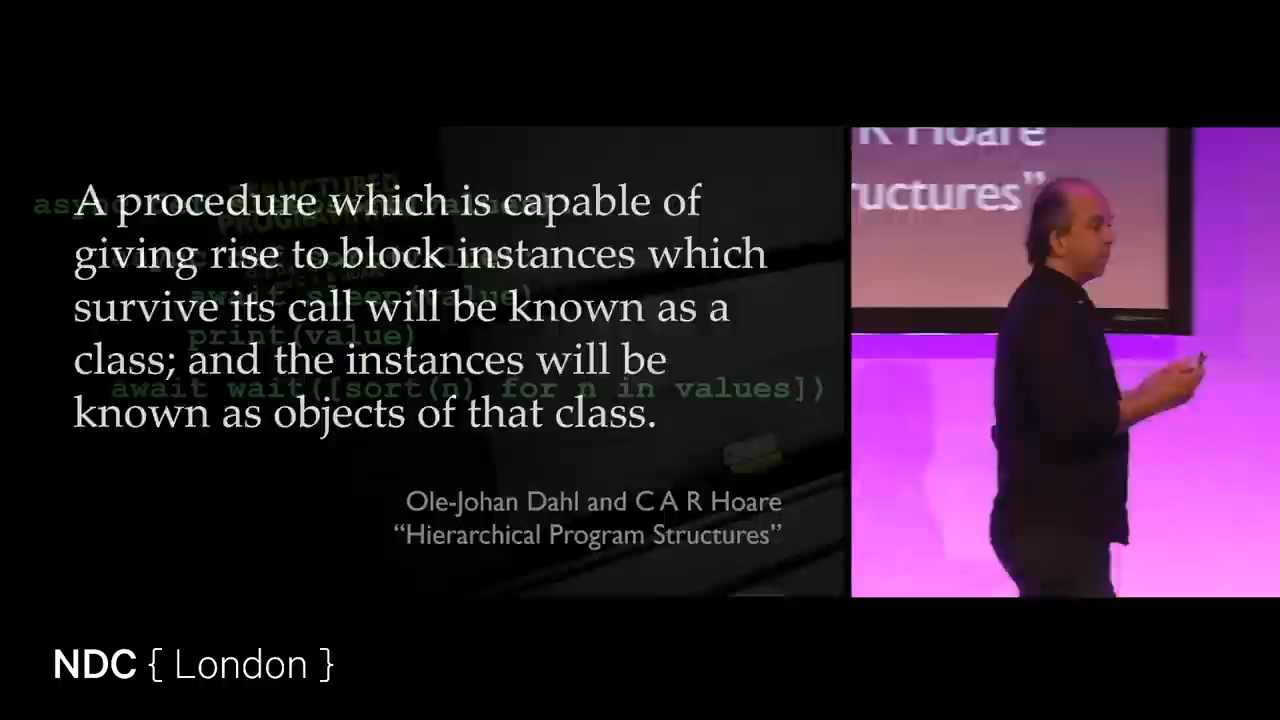 A procedure which is capable of
giving rise to block instances which
survive its call will be known as a
class; and the instances will be
known as objects of that class.
Ole-Johan Dahl and C A R Hoare
“Hierarchical Program Structures”
print(value)
await wait([sort(n) for n in values])
R Hoare
uctures”
NDC { London }